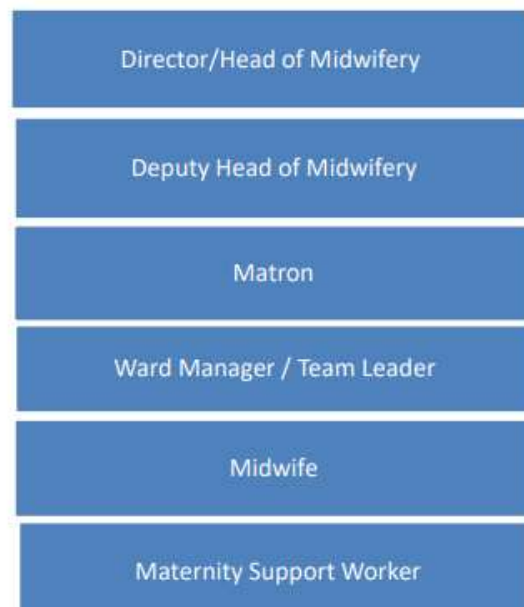 Director/Head of Midwifery
Deputy Head of Midwifery
Matron
Ward Manager / Team Leader
Midwife
Maternity Support Worker